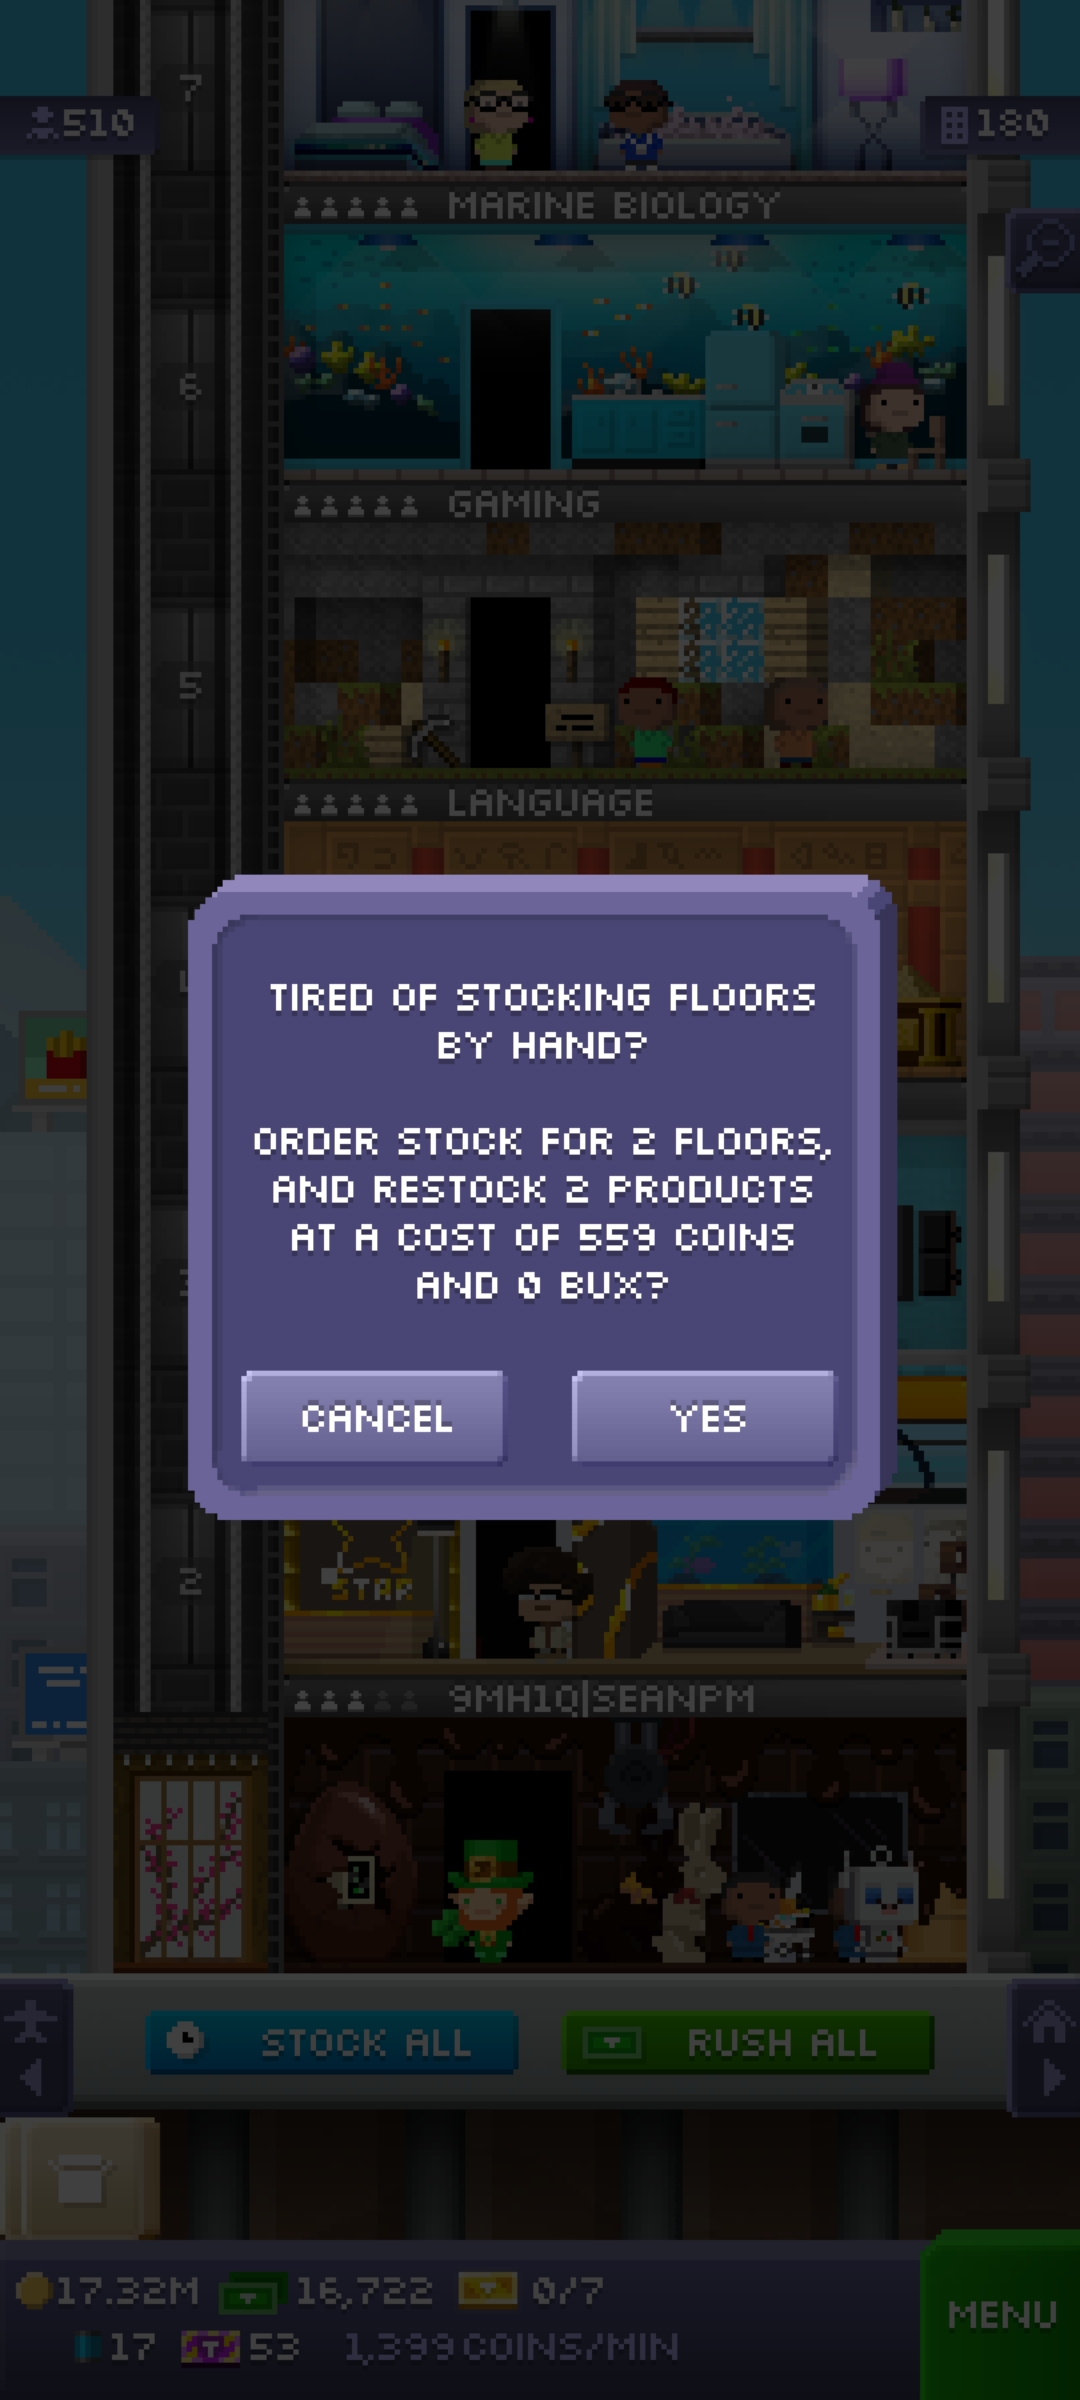 7
510
180
MARINE BIOLOGY
6
GAMING
5
LANGUAGE
TIRED OF STOCKING FLOORS
BY HAND?
ORDER STOCK FOR 2 FLOORS,
AND RESTOCK 2 PRODUCTS
AT A COST OF 559 COINS
AND 0 BUX?
CANCEL
YES
2
STAR
9MH1Q|SEANPM
STOCK ALL
RUSH ALL
17.32M 16,722 0/7
17 53 1,399 COINS/MIN
MENU